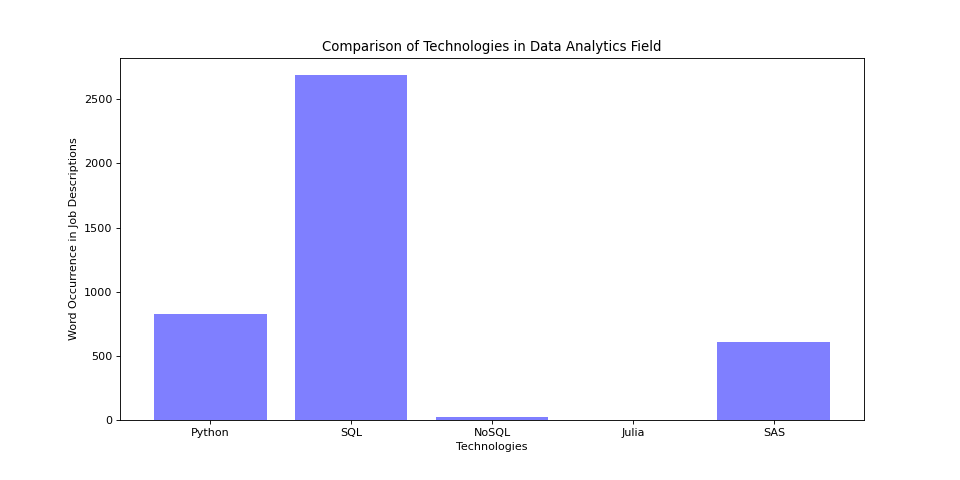 Comparison of Technologies in Data Analytics Field
Word Occurrence in Job Descriptions
2500
2000
1500
1000
500
0
Python SQL NoSQL Julia SAS
Technologies